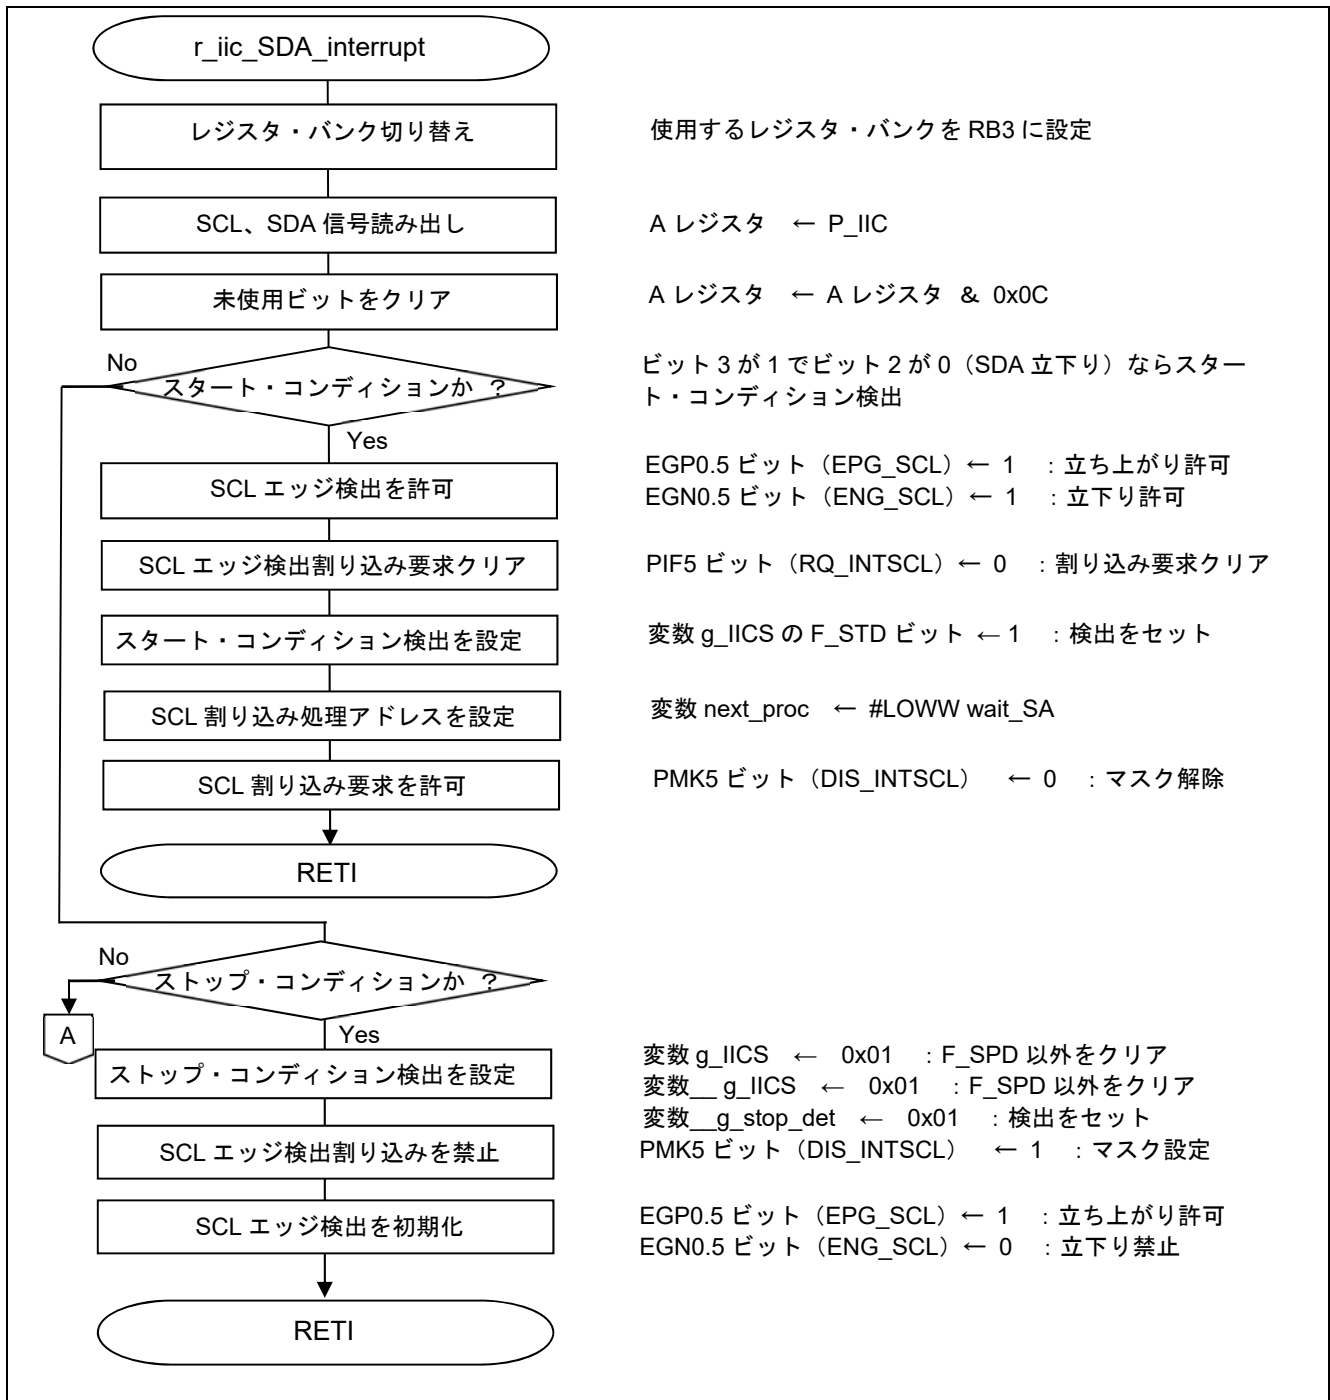 r_iic_SDA_interrupt
レジスタ・バンク切り替え
使用するレジスタ・バンクを RB3 に設定
SCL、SDA 信号読み出し
A レジスタ ← P_IIC
未使用ビットをクリア
A レジスタ ← A レジスタ ＆ 0x0C
No
スタート・コンディションか ？
ビット 3 が 1 でビット 2 が 0（SDA 立下り）ならスター
ト・コンディション検出
Yes
SCL エッジ検出を許可
EGP0.5 ビット（EPG_SCL）← 1 ：立ち上がり許可
EGN0.5 ビット（ENG_SCL）← 1 ：立下り許可
SCL エッジ検出割り込み要求クリア
PIF5 ビット（RQ_INTSCL）← 0 ：割り込み要求クリア
スタート・コンディション検出を設定
変数 g_IICS の F_STD ビット ← 1 ：検出をセット
SCL 割り込み処理アドレスを設定
変数 next_proc ← #LOWW wait_SA
SCL 割り込み要求を許可
PMK5 ビット（DIS_INTSCL） ← 0 ：マスク解除
RETI
No
ストップ・コンディションか ？
A
Yes
ストップ・コンディション検出を設定
変数 g_IICS ← 0x01 ：F_SPD 以外をクリア
変数__ g_IICS ← 0x01 ：F_SPD 以外をクリア
変数__g_stop_det ← 0x01 ：検出をセット
SCL エッジ検出割り込みを禁止
PMK5 ビット（DIS_INTSCL） ← 1 ：マスク設定
SCL エッジ検出を初期化
EGP0.5 ビット（EPG_SCL）← 1 ：立ち上がり許可
EGN0.5 ビット（ENG_SCL）← 0 ：立下り禁止
RETI